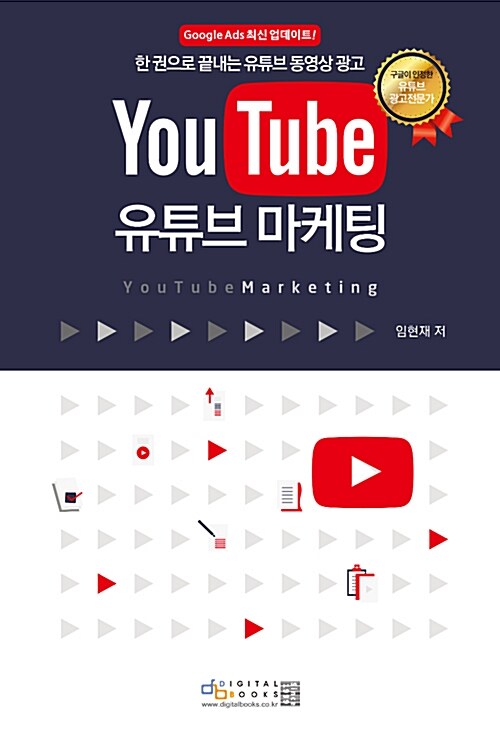 Google Ads 최신 업데이트!
한 권으로 끝내는 유튜브 동영상 광고
구글이 인정한
유튜브
광고전문가
YouTube
유튜브 마케팅
YouTubeMarketing
임현재 저
DIGITAL
BOOKS
www.digitalbooks.co.kr